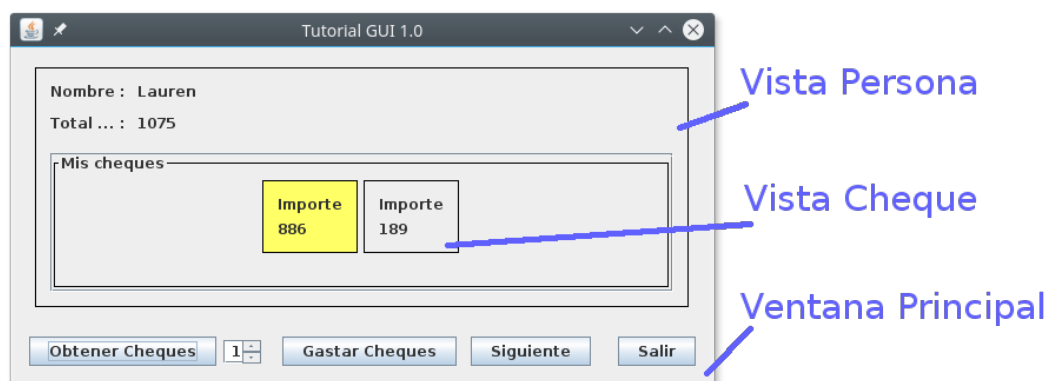 Tutorial GUI 1.0
Nombre : Lauren
Total ... : 1075
Mis cheques
Importe
886
Importe
189
Obtener Cheques
1
Gastar Cheques
Siguiente
Salir
Vista Persona
Vista Cheque
Ventana Principal